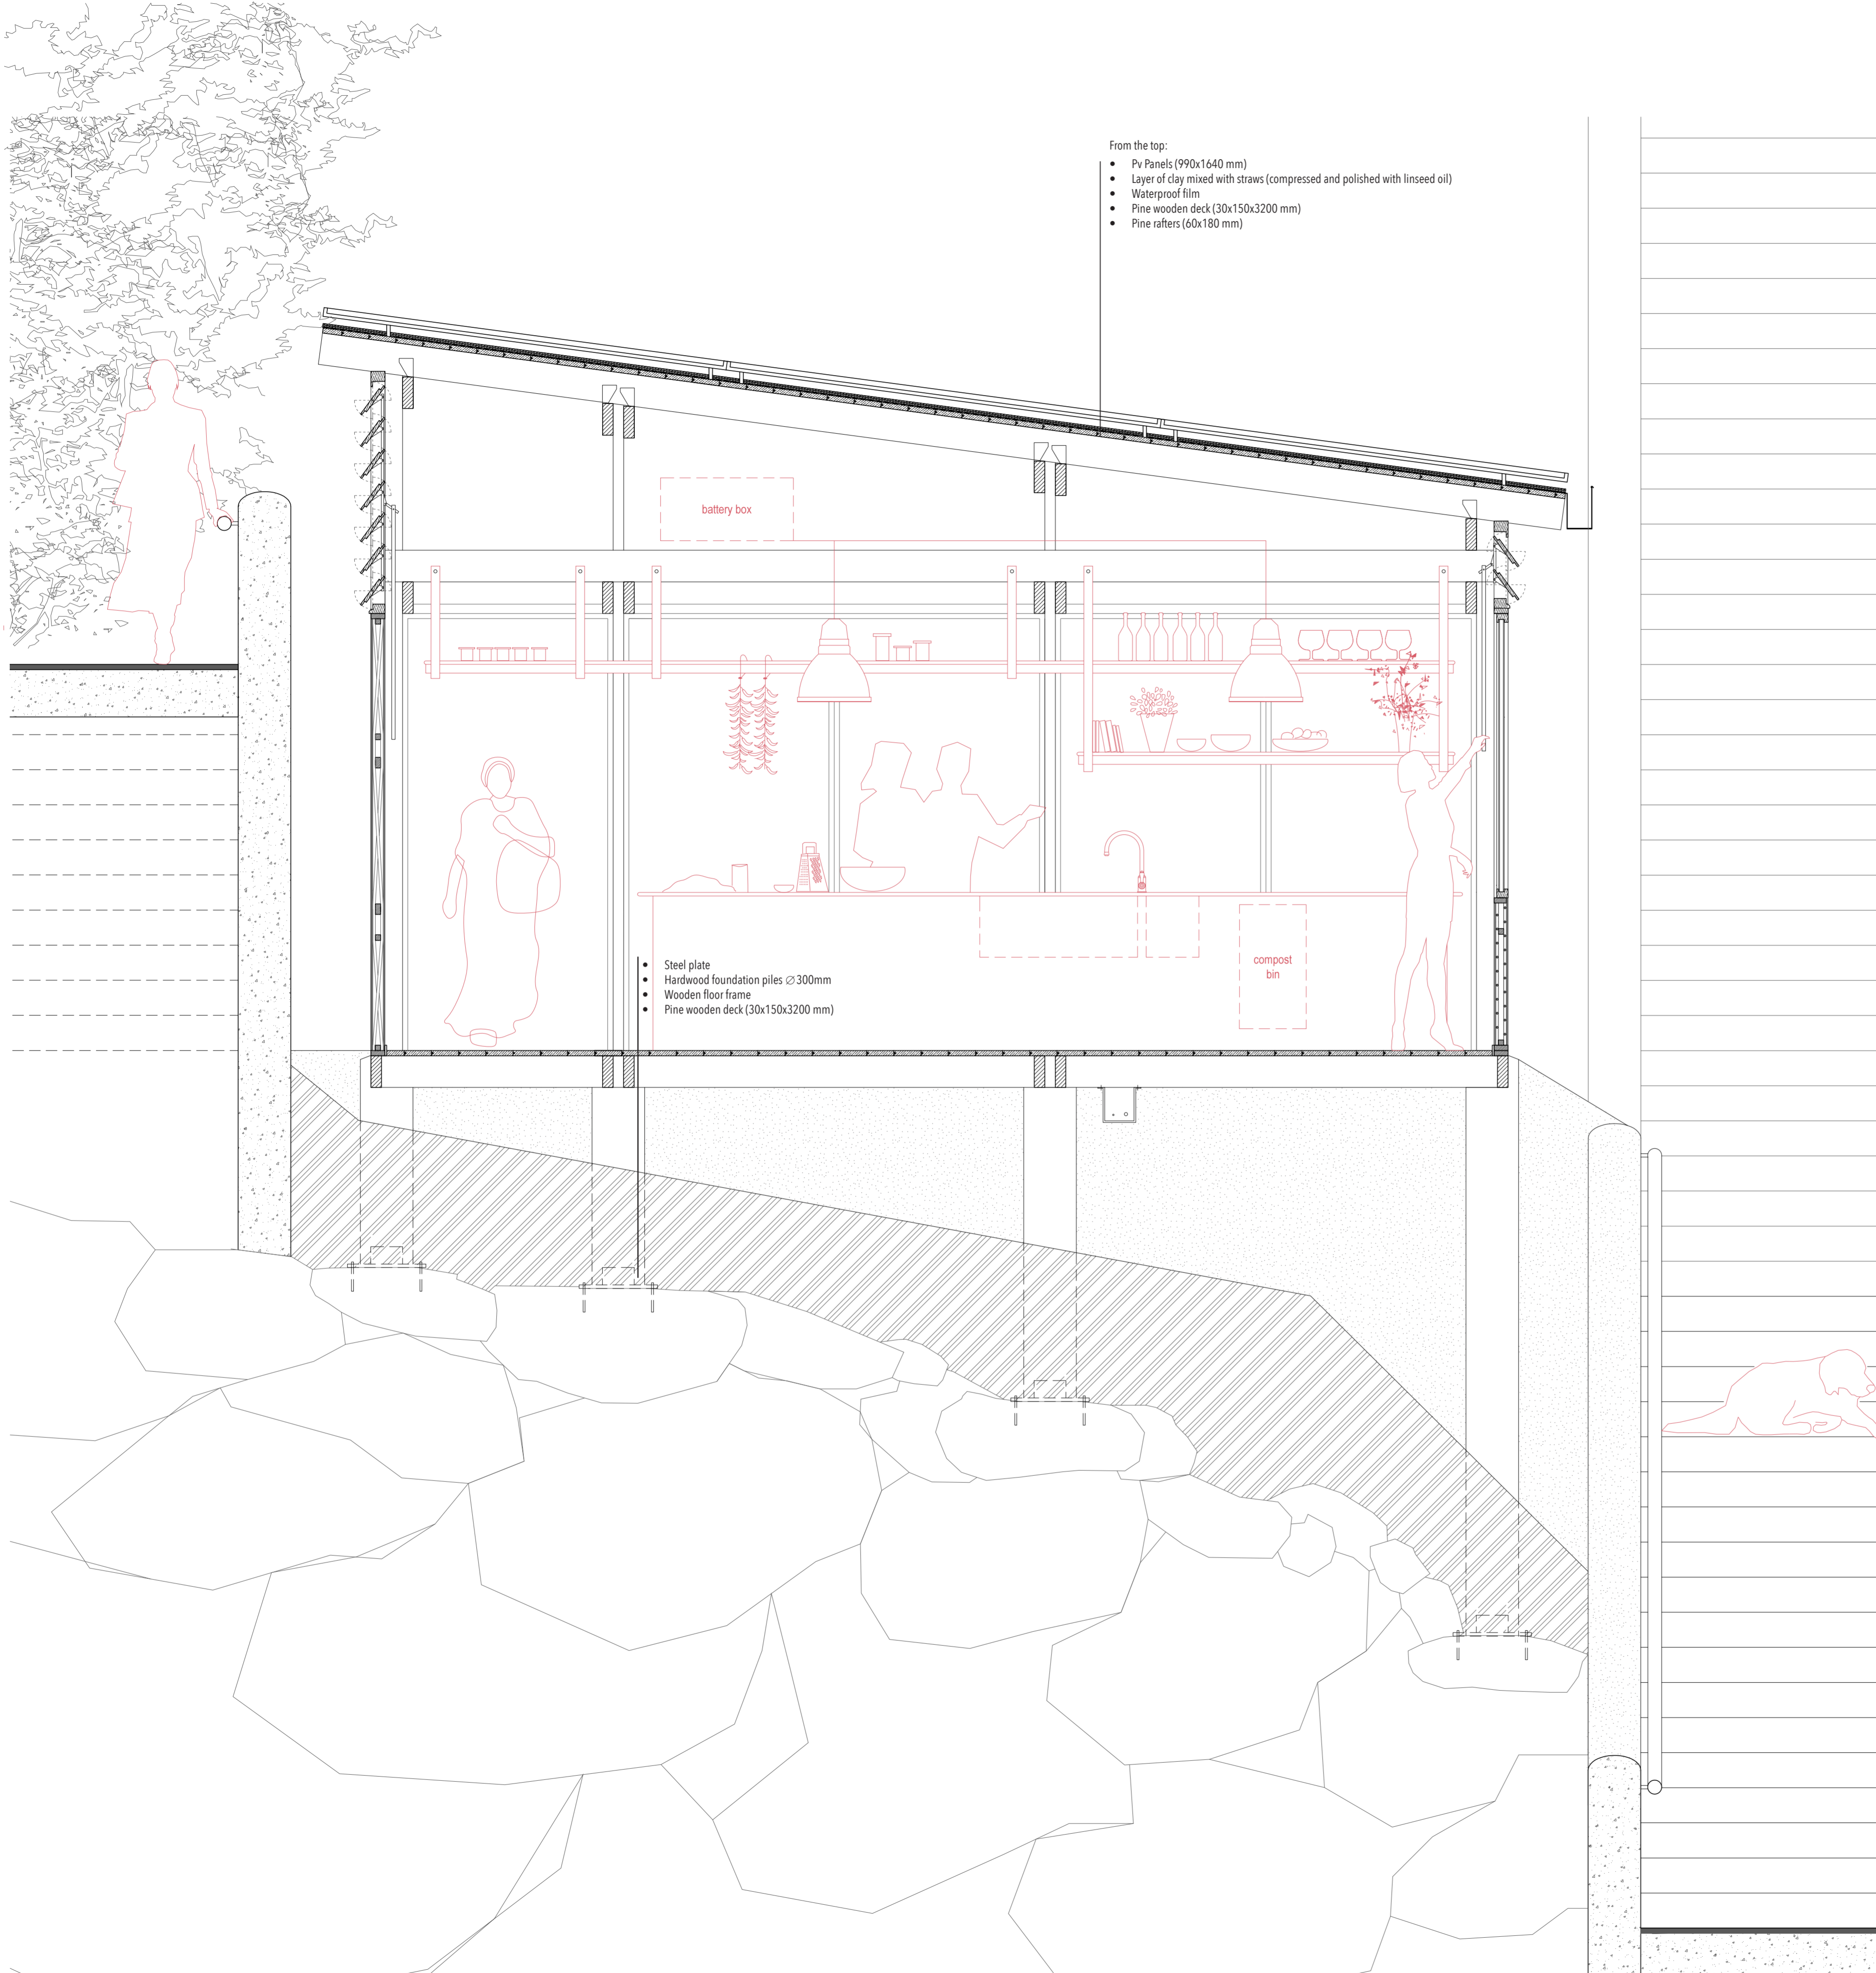 From the top:
• Pv Panels (990x1640 mm)
• Layer of clay mixed with straws (compressed and polished with linseed oil)
• Waterproof film
• Pine wooden deck (30x150x3200 mm)
• Pine rafters (60x180 mm)
battery box
• Steel plate
• Hardwood foundation piles ∅300mm
• Wooden floor frame
• Pine wooden deck (30x150x3200 mm)
compost
bin